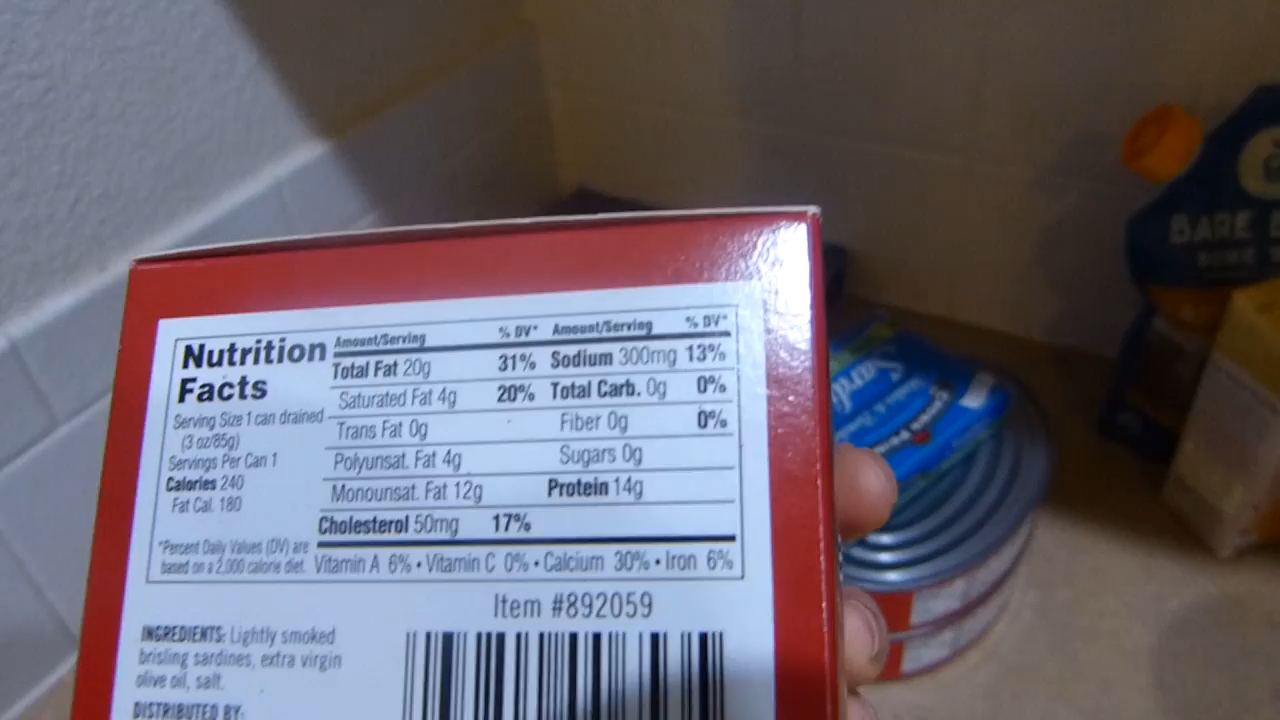 Nutrition
Facts
Serving Size 1 can drained
(3 oz/85g)
Servings Per Can 1
Calories 240
Fat Cal. 180
*Percent Daily Values (DV) are
based on a 2,000 calorie diet.
Amount/Serving % DV* Amount/Serving % DV*
Total Fat 20g 31% Sodium 300mg 13%
Saturated Fat 4g 20% Total Carb. 0g 0%
Trans Fat 0g Fiber 0g 0%
Polyunsat. Fat 4g Sugars 0g
Monounsat. Fat 12g Protein 14g
Cholesterol 50mg 17%
Vitamin A 6% • Vitamin C 0% • Calcium 30% • Iron 6%
Item #892059
INGREDIENTS: Lightly smoked
brisling sardines, extra virgin
olive oil, salt.
DISTRIBUTED BY:
BARE